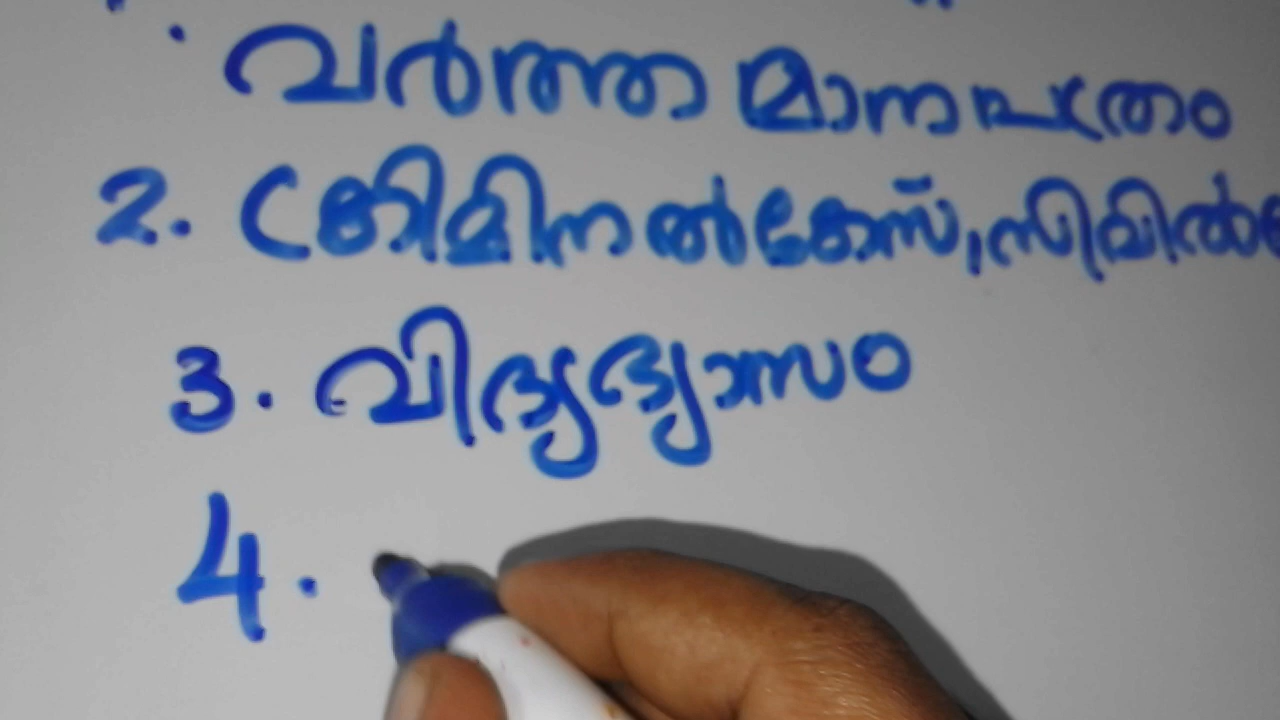 വർത്തമാനപത്രം
2. ക്രിമിനൽകേസ്, സിവിൽ
3. വിദ്യഭ്യാസം
4.